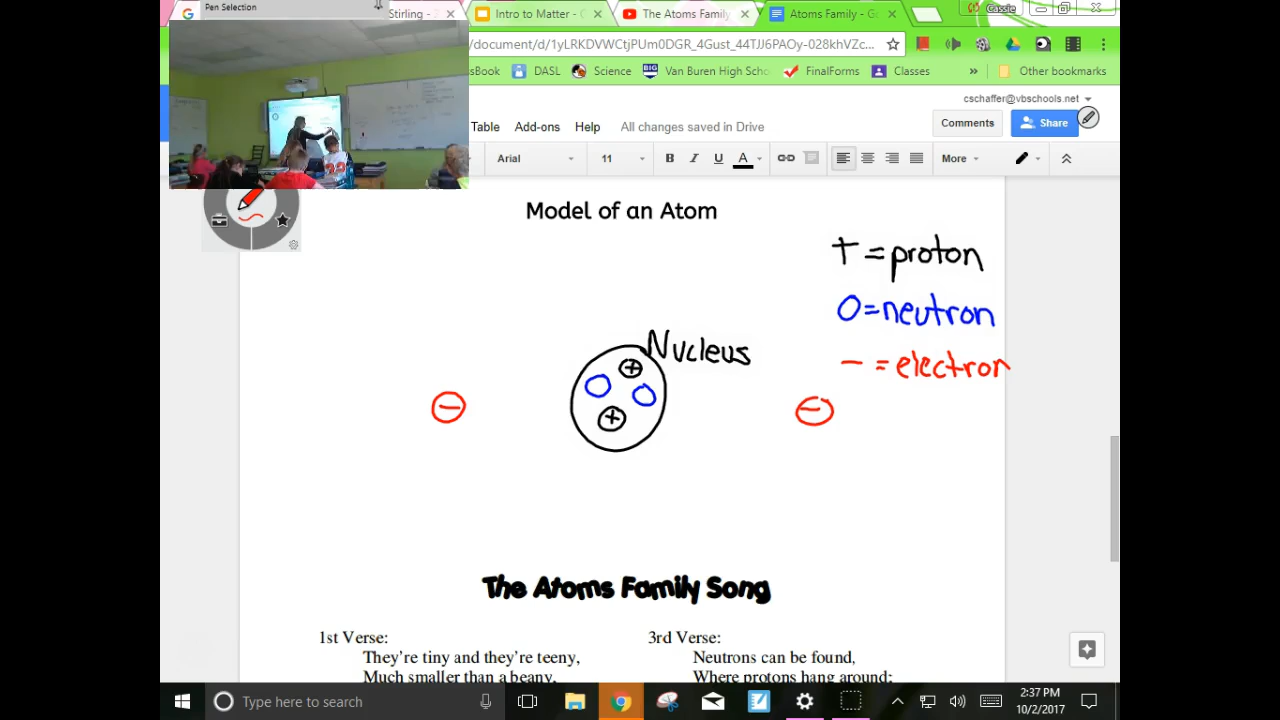 Pen Selection
Stirling - 2
Intro to Matter - G
The Atoms Family
Atoms Family - Go
Cassie
/document/d/1yLRKDVWCtjPUm0DGR_4Gust_44TJJ6PAOy-028khVZc...
sBook
DASL
Science
BIG
Van Buren High Scho
FinalForms
Classes
»
Other bookmarks
cschaffer@vbschools.net
Table
Add-ons
Help
All changes saved in Drive
Comments
Share
Arial
11
B
I
U
A
More
Model of an Atom
+ = proton
O = neutron
- = electron
Nucleus
+
+
-
-
The Atoms Family Song
1st Verse:
They're tiny and they're teeny,
Much smaller than a beany,
3rd Verse:
Neutrons can be found,
Where protons hang around;
Type here to search
2:37 PM
10/2/2017